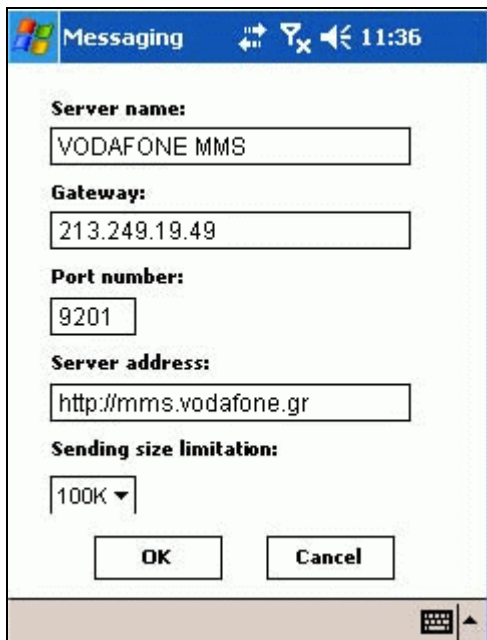 Messaging 11:36
Server name:
VODAFONE MMS
Gateway:
213.249.19.49
Port number:
9201
Server address:
http://mms.vodafone.gr
Sending size limitation:
100K
OK Cancel